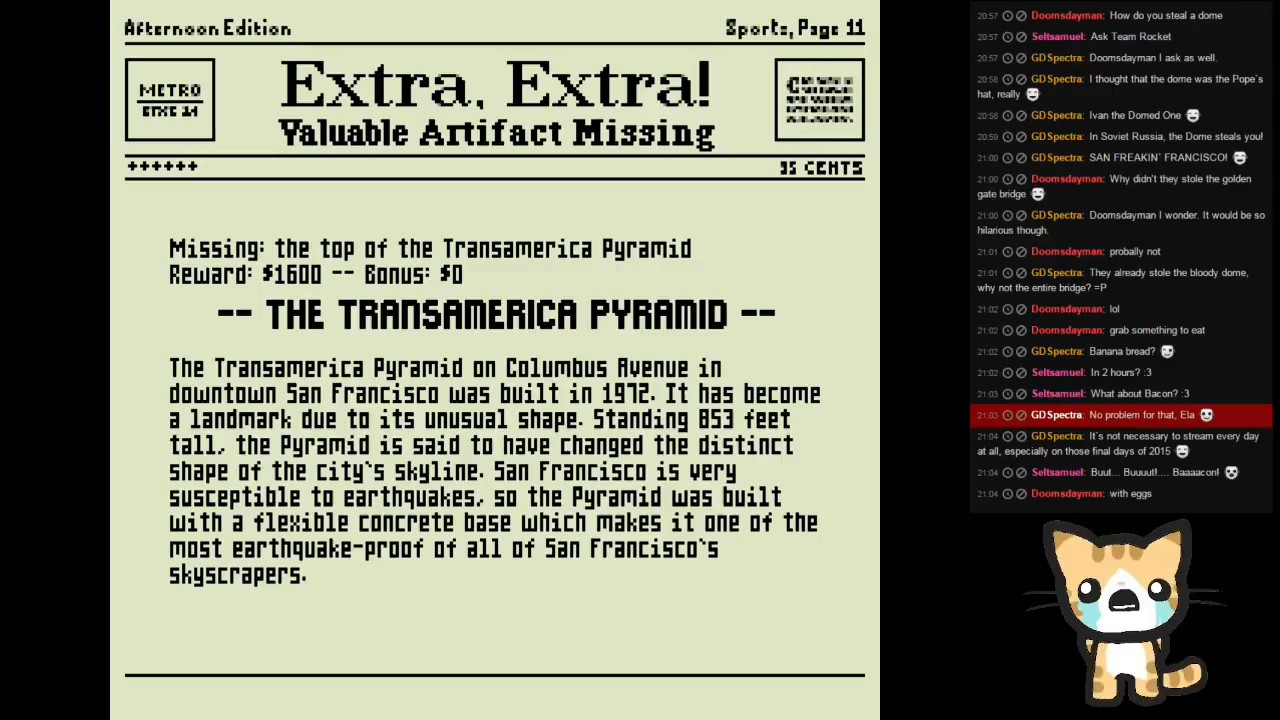 Afternoon Edition
Sports, Page 11
METRO
Extra, Extra!
Valuable Artifact Missing
++++++
35 CENTS
Missing: the top of the Transamerica Pyramid
Reward: $1600 -- Bonus: $0
-- THE TRANSAMERICA PYRAMID --
The Transamerica Pyramid on Columbus Avenue in
downtown San Francisco was built in 1972. It has become
a landmark due to its unusual shape. Standing 853 feet
tall, the Pyramid is said to have changed the distinct
shape of the city's skyline. San Francisco is very
susceptible to earthquakes, so the Pyramid was built
with a flexible concrete base which makes it one of the
most earthquake-proof of all of San Francisco's
skyscrapers.
20:57 Doomsdayman: How do you steal a dome
20:57 Seltsamuel: Ask Team Rocket
20:57 GDSpectra: Doomsdayman I ask as well.
20:58 GDSpectra: I thought that the dome was the Pope's
hat, really
20:58 GDSpectra: Ivan the Domed One
20:59 GDSpectra: In Soviet Russia, the Dome steals you!
21:00 GDSpectra: SAN FREAKIN' FRANCISCO!
21:00 Doomsdayman: Why didn't they stole the golden
gate bridge
21:00 GDSpectra: Doomsdayman I wonder. It would be so
hilarious though.
21:01 Doomsdayman: probally not
21:01 GDSpectra: They already stole the bloody dome,
why not the entire bridge? =P
21:02 Doomsdayman: lol
21:02 Doomsdayman: grab something to eat
21:02 GDSpectra: Banana bread?
21:02 Seltsamuel: In 2 hours? :3
21:03 Seltsamuel: What about Bacon? :3
21:03 GDSpectra: No problem for that, Ela
21:04 GDSpectra: It's not necessary to stream every day
at all, especially on those final days of 2015
21:04 Seltsamuel: Buut... Buuut!.... Baaaacon!
21:04 Doomsdayman: with eggs